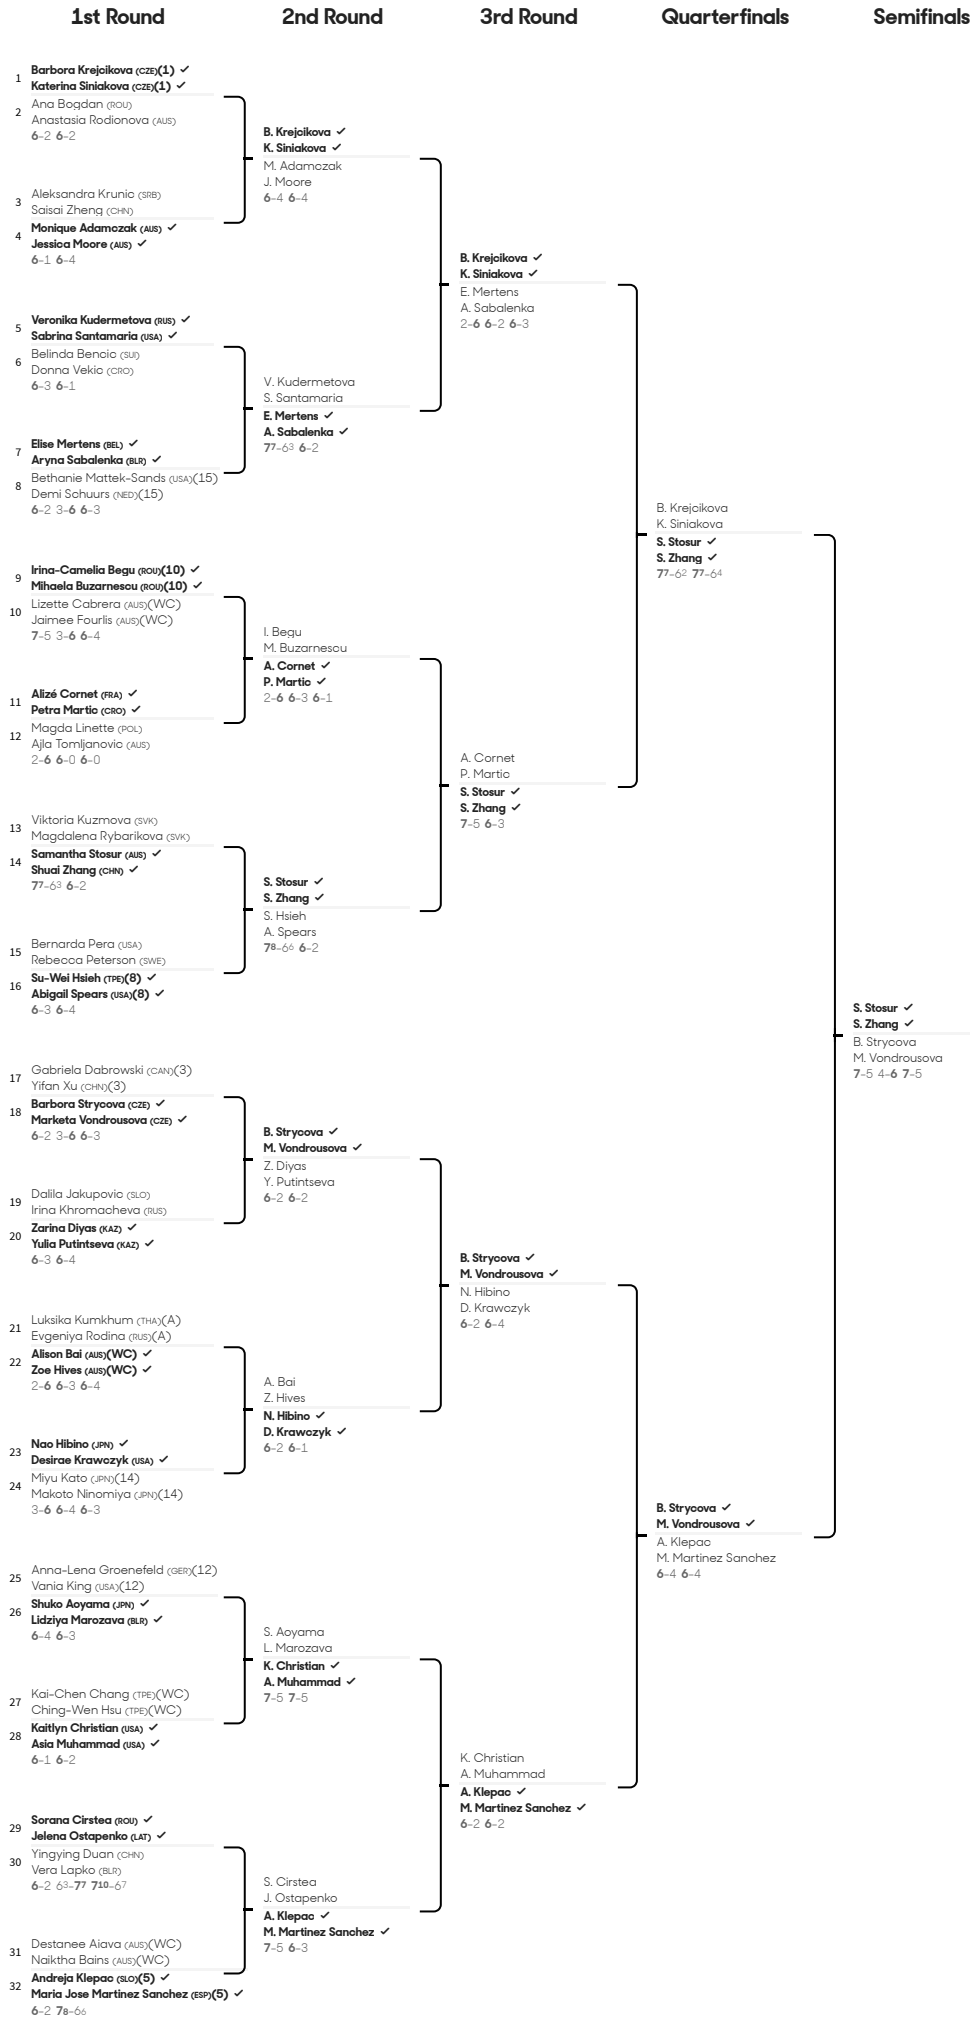 1st Round
2nd Round
3rd Round
Quarterfinals
Semifinals
1
Barbora Krejcikova (CZE)(1)
Katerina Siniakova (CZE)(1)
2
Ana Bogdan (ROU)
Anastasia Rodionova (AUS)
6-2 6-2
3
Aleksandra Krunic (SRB)
Saisai Zheng (CHN)
4
Monique Adamczak (AUS)
Jessica Moore (AUS)
6-1 6-4
5
Veronika Kudermetova (RUS)
Sabrina Santamaria (USA)
6
Belinda Bencic (SUI)
Donna Vekic (CRO)
6-3 6-1
7
Elise Mertens (BEL)
Aryna Sabalenka (BLR)
8
Bethanie Mattek-Sands (USA)(15)
Demi Schuurs (NED)(15)
6-2 3-6 6-3
9
Irina-Camelia Begu (ROU)(10)
Mihaela Buzarnescu (ROU)(10)
10
Lizette Cabrera (AUS)(WC)
Jaimee Fourlis (AUS)(WC)
7-5 3-6 6-4
11
Alizé Cornet (FRA)
Petra Martic (CRO)
12
Magda Linette (POL)
Ajla Tomljanovic (AUS)
2-6 6-0 6-0
13
Viktoria Kuzmova (SVK)
Magdalena Rybarikova (SVK)
14
Samantha Stosur (AUS)
Shuai Zhang (CHN)
7⁷-6³ 6-2
15
Bernarda Pera (USA)
Rebecca Peterson (SWE)
16
Su-Wei Hsieh (TPE)(8)
Abigail Spears (USA)(8)
6-3 6-4
17
Gabriela Dabrowski (CAN)(3)
Yifan Xu (CHN)(3)
18
Barbora Strycova (CZE)
Marketa Vondrousova (CZE)
6-2 3-6 6-3
19
Dalila Jakupovic (SLO)
Irina Khromacheva (RUS)
20
Zarina Diyas (KAZ)
Yulia Putintseva (KAZ)
6-3 6-4
21
Luksika Kumkhum (THA)(A)
Evgeniya Rodina (RUS)(A)
22
Alison Bai (AUS)(WC)
Zoe Hives (AUS)(WC)
2-6 6-3 6-4
23
Nao Hibino (JPN)
Desirae Krawczyk (USA)
24
Miyu Kato (JPN)(14)
Makoto Ninomiya (JPN)(14)
3-6 6-4 6-3
25
Anna-Lena Groenefeld (GER)(12)
Vania King (USA)(12)
26
Shuko Aoyama (JPN)
Lidziya Marozava (BLR)
6-4 6-3
27
Kai-Chen Chang (TPE)(WC)
Ching-Wen Hsu (TPE)(WC)
28
Kaitlyn Christian (USA)
Asia Muhammad (USA)
6-1 6-2
29
Sorana Cirstea (ROU)
Jelena Ostapenko (LAT)
30
Yingying Duan (CHN)
Vera Lapko (BLR)
6-2 6³-7⁷ 7¹⁰-6⁷
31
Destanee Aiava (AUS)(WC)
Naiktha Bains (AUS)(WC)
32
Andreja Klepac (SLO)(5)
Maria Jose Martinez Sanchez (ESP)(5)
6-2 7⁸-6⁶
B. Krejcikova
K. Siniakova
M. Adamczak
J. Moore
6-4 6-4
V. Kudermetova
S. Santamaria
E. Mertens
A. Sabalenka
7⁷-6³ 6-2
I. Begu
M. Buzarnescu
A. Cornet
P. Martic
2-6 6-3 6-1
S. Stosur
S. Zhang
S. Hsieh
A. Spears
7⁸-6⁶ 6-2
B. Strycova
M. Vondrousova
Z. Diyas
Y. Putintseva
6-2 6-2
A. Bai
Z. Hives
N. Hibino
D. Krawczyk
6-2 6-1
S. Aoyama
L. Marozava
K. Christian
A. Muhammad
7-5 7-5
S. Cirstea
J. Ostapenko
A. Klepac
M. Martinez Sanchez
7-5 6-3
B. Krejcikova
K. Siniakova
E. Mertens
A. Sabalenka
2-6 6-2 6-3
A. Cornet
P. Martic
S. Stosur
S. Zhang
7-5 6-3
B. Strycova
M. Vondrousova
N. Hibino
D. Krawczyk
6-2 6-4
K. Christian
A. Muhammad
A. Klepac
M. Martinez Sanchez
6-2 6-2
B. Krejcikova
K. Siniakova
S. Stosur
S. Zhang
7⁷-6² 7⁷-6⁴
B. Strycova
M. Vondrousova
A. Klepac
M. Martinez Sanchez
6-4 6-4
S. Stosur
S. Zhang
B. Strycova
M. Vondrousova
7-5 4-6 7-5